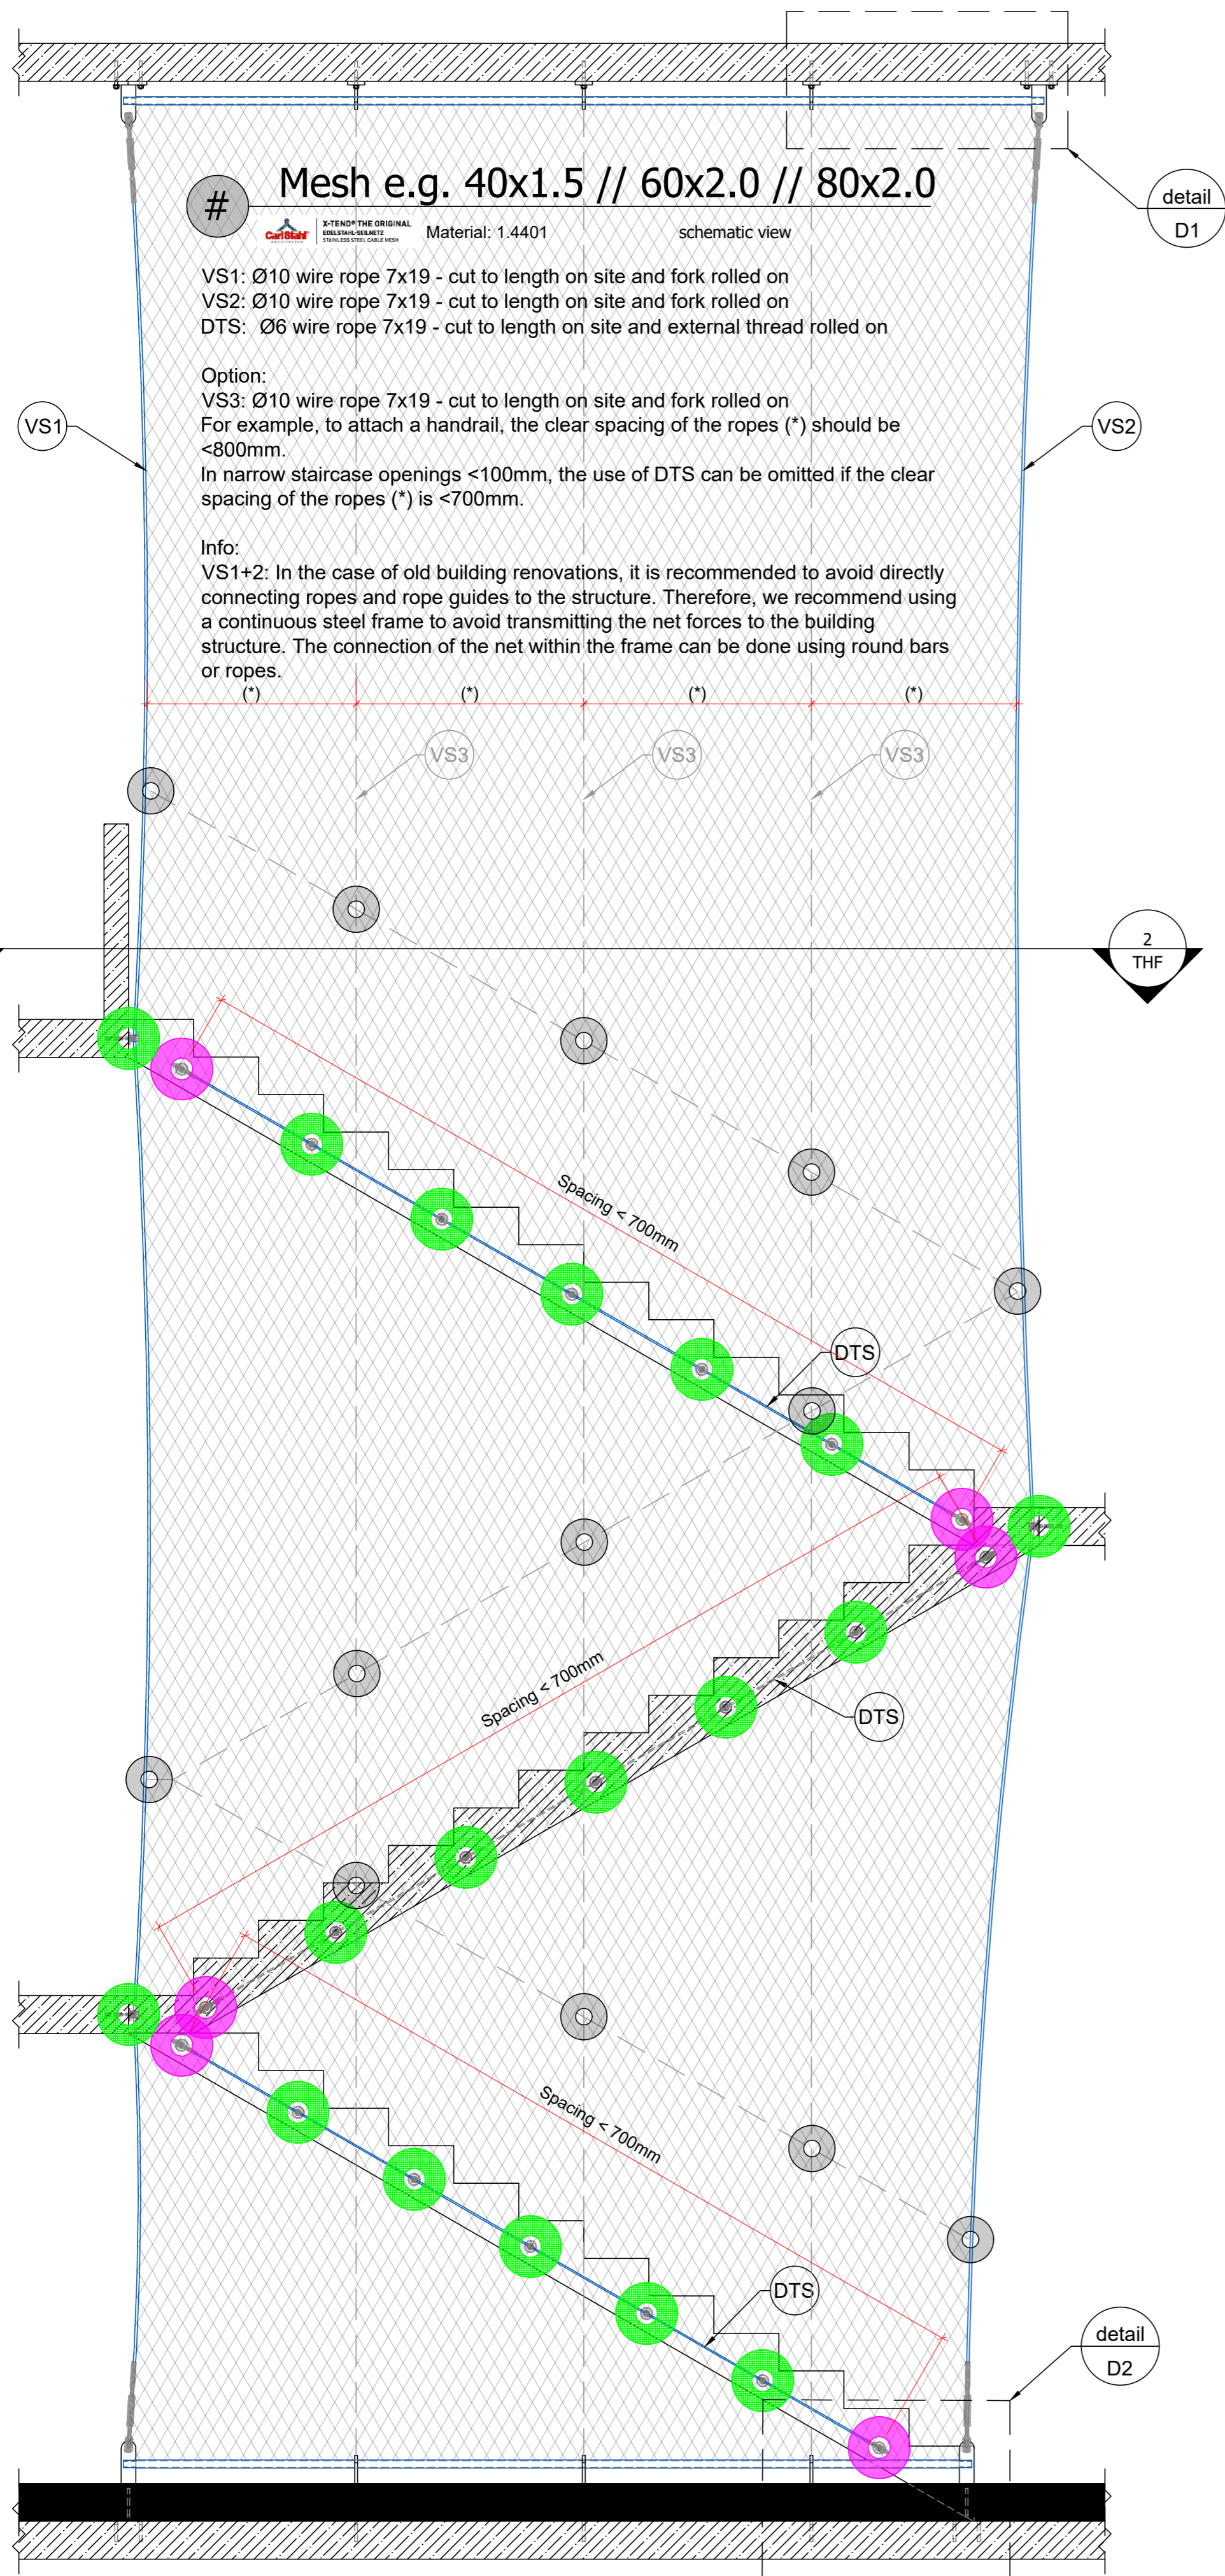 detail
D1
#
Mesh e.g. 40x1.5 // 60x2.0 // 80x2.0
Carl Stahl
ARCHITEKTUR
X-TEND® THE ORIGINAL
EDELSTAHL-SEILNETZ
STAINLESS STEEL CABLE MESH
Material: 1.4401
schematic view
VS1: Ø10 wire rope 7x19 - cut to length on site and fork rolled on
VS2: Ø10 wire rope 7x19 - cut to length on site and fork rolled on
DTS: Ø6 wire rope 7x19 - cut to length on site and external thread rolled on
Option:
VS3: Ø10 wire rope 7x19 - cut to length on site and fork rolled on
For example, to attach a handrail, the clear spacing of the ropes (*) should be
<800mm.
In narrow staircase openings <100mm, the use of DTS can be omitted if the clear
spacing of the ropes (*) is <700mm.
Info:
VS1+2: In the case of old building renovations, it is recommended to avoid directly
connecting ropes and rope guides to the structure. Therefore, we recommend using
a continuous steel frame to avoid transmitting the net forces to the building
structure. The connection of the net within the frame can be done using round bars
or ropes.
VS1
VS2
(*)
(*)
(*)
(*)
VS3
VS3
VS3
2
THF
Spacing < 700mm
DTS
Spacing < 700mm
DTS
Spacing < 700mm
DTS
detail
D2